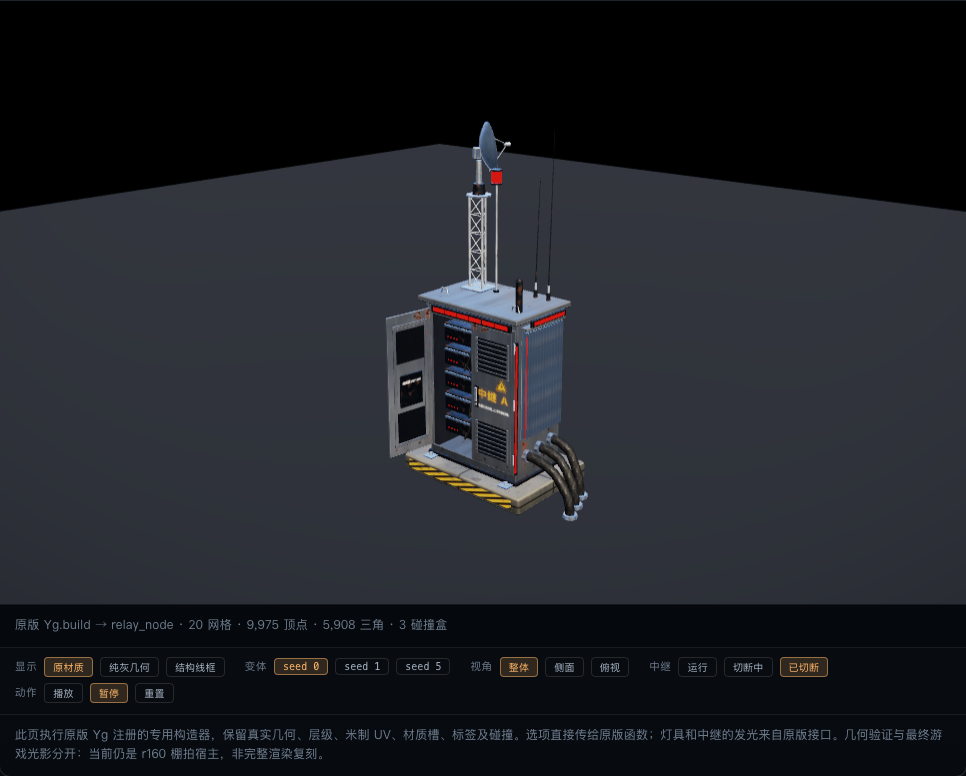 中继 A
原版 Yg.build → relay_node · 20 网格 · 9,975 顶点 · 5,908 三角 · 3 碰撞盒
显示 原材质 纯灰几何 结构线框 变体 seed 0 seed 1 seed 5 视角 整体 侧面 俯视 中继 运行 切断中 已切断
动作 播放 暂停 重置
此页执行原版 Yg 注册的专用构造器，保留真实几何、层级、米制 UV、材质槽、标签及碰撞。选项直接传给原版函数；灯具和中继的发光来自原版接口。几何验证与最终游
戏光影分开：当前仍是 r160 棚拍宿主，非完整渲染复刻。